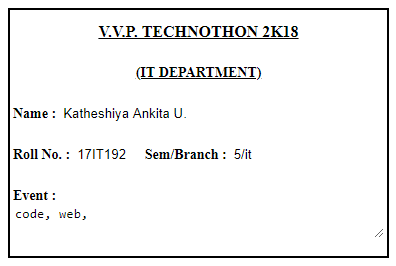 V.V.P. TECHNOTHON 2K18
(IT DEPARTMENT)
Name : Katheshiya Ankita U.
Roll No. : 17IT192 Sem/Branch : 5/it
Event :
code, web,